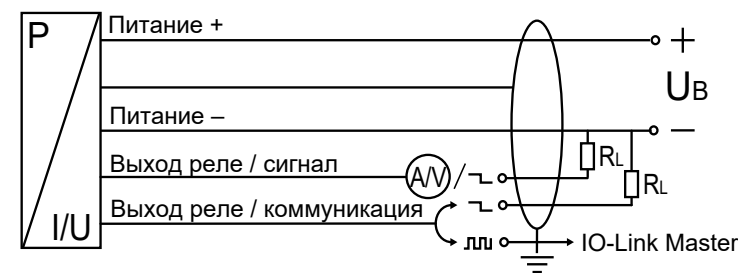 P
I/U
Питание +
+
UB
Питание –
–
Выход реле / сигнал
A/V
/
RL
RL
Выход реле / коммуникация
IO-Link Master